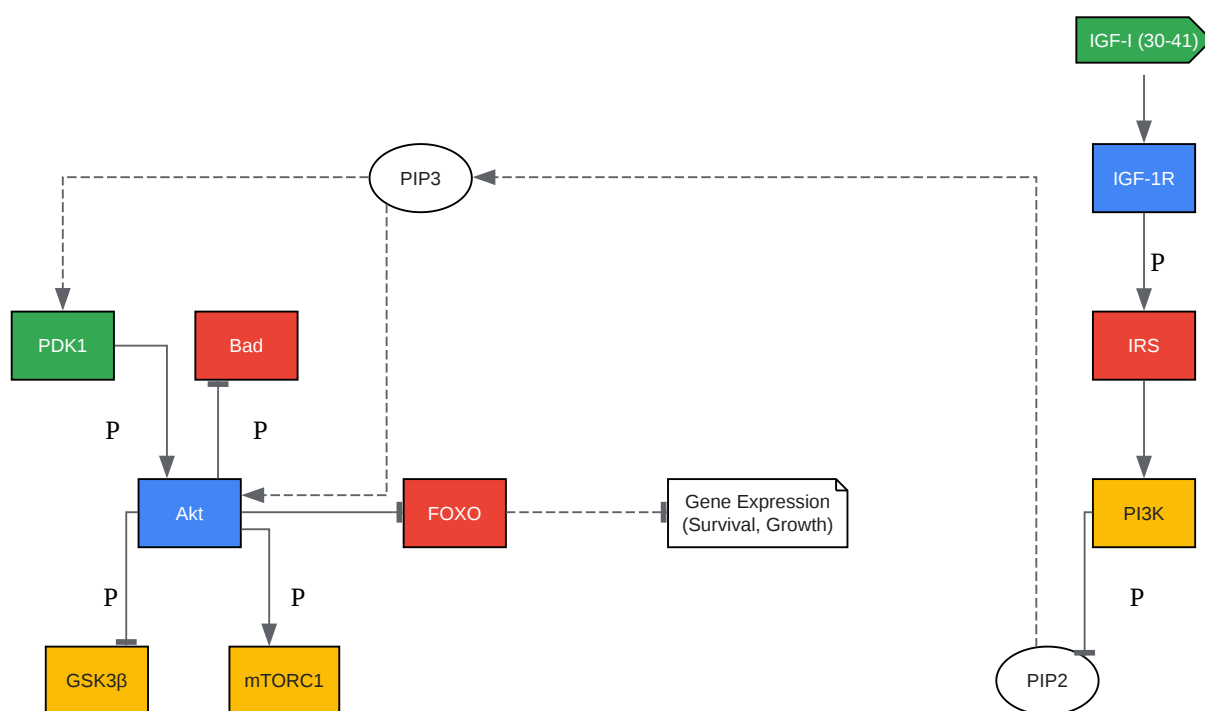 IGF-I (30-41)
PIP3
IGF-1R
P
PDK1
Bad
IRS
P
P
Akt
FOXO
Gene Expression
(Survival, Growth)
PI3K
P
P
P
GSK3β
mTORC1
PIP2